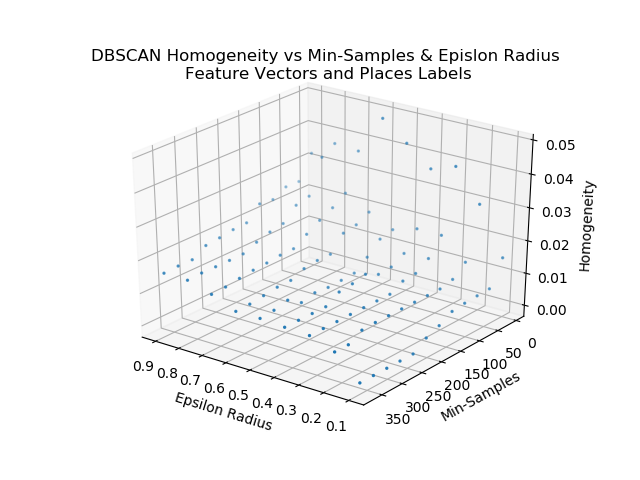 DBSCAN Homogeneity vs Min-Samples & Epislon Radius
Feature Vectors and Places Labels
0.05
0.04
0.03
0.02
0.01
0.00
Homogeneity
0.9 0.8 0.7 0.6 0.5 0.4 0.3 0.2 0.1
Epsilon Radius
0
50
100
150
200
250
300
350
Min-Samples